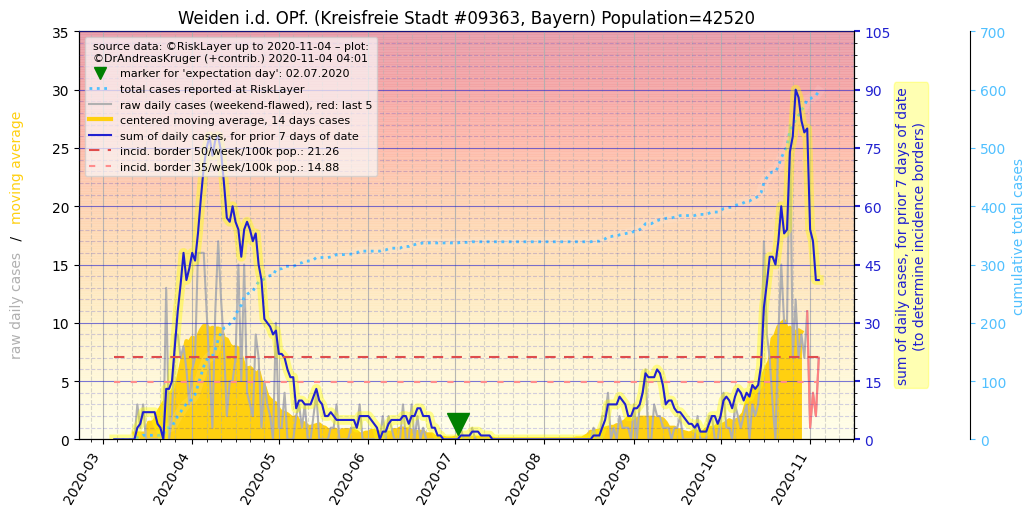 Weiden i.d. OPf. (Kreisfreie Stadt #09363, Bayern) Population=42520
source data: ©RiskLayer up to 2020-11-04 – plot:
©DrAndreasKruger (+contrib.) 2020-11-04 04:01
marker for 'expectation day': 02.07.2020
total cases reported at RiskLayer
raw daily cases (weekend-flawed), red: last 5
centered moving average, 14 days cases
sum of daily cases, for prior 7 days of date
incid. border 50/week/100k pop.: 21.26
incid. border 35/week/100k pop.: 14.88
raw daily cases / moving average
35
30
25
20
15
10
5
0
2020-03
2020-04
2020-05
2020-06
2020-07
2020-08
2020-09
2020-10
2020-11
105
90
75
60
45
30
15
0
sum of daily cases, for prior 7 days of date
(to determine incidence borders)
700
600
500
400
300
200
100
0
cumulative total cases